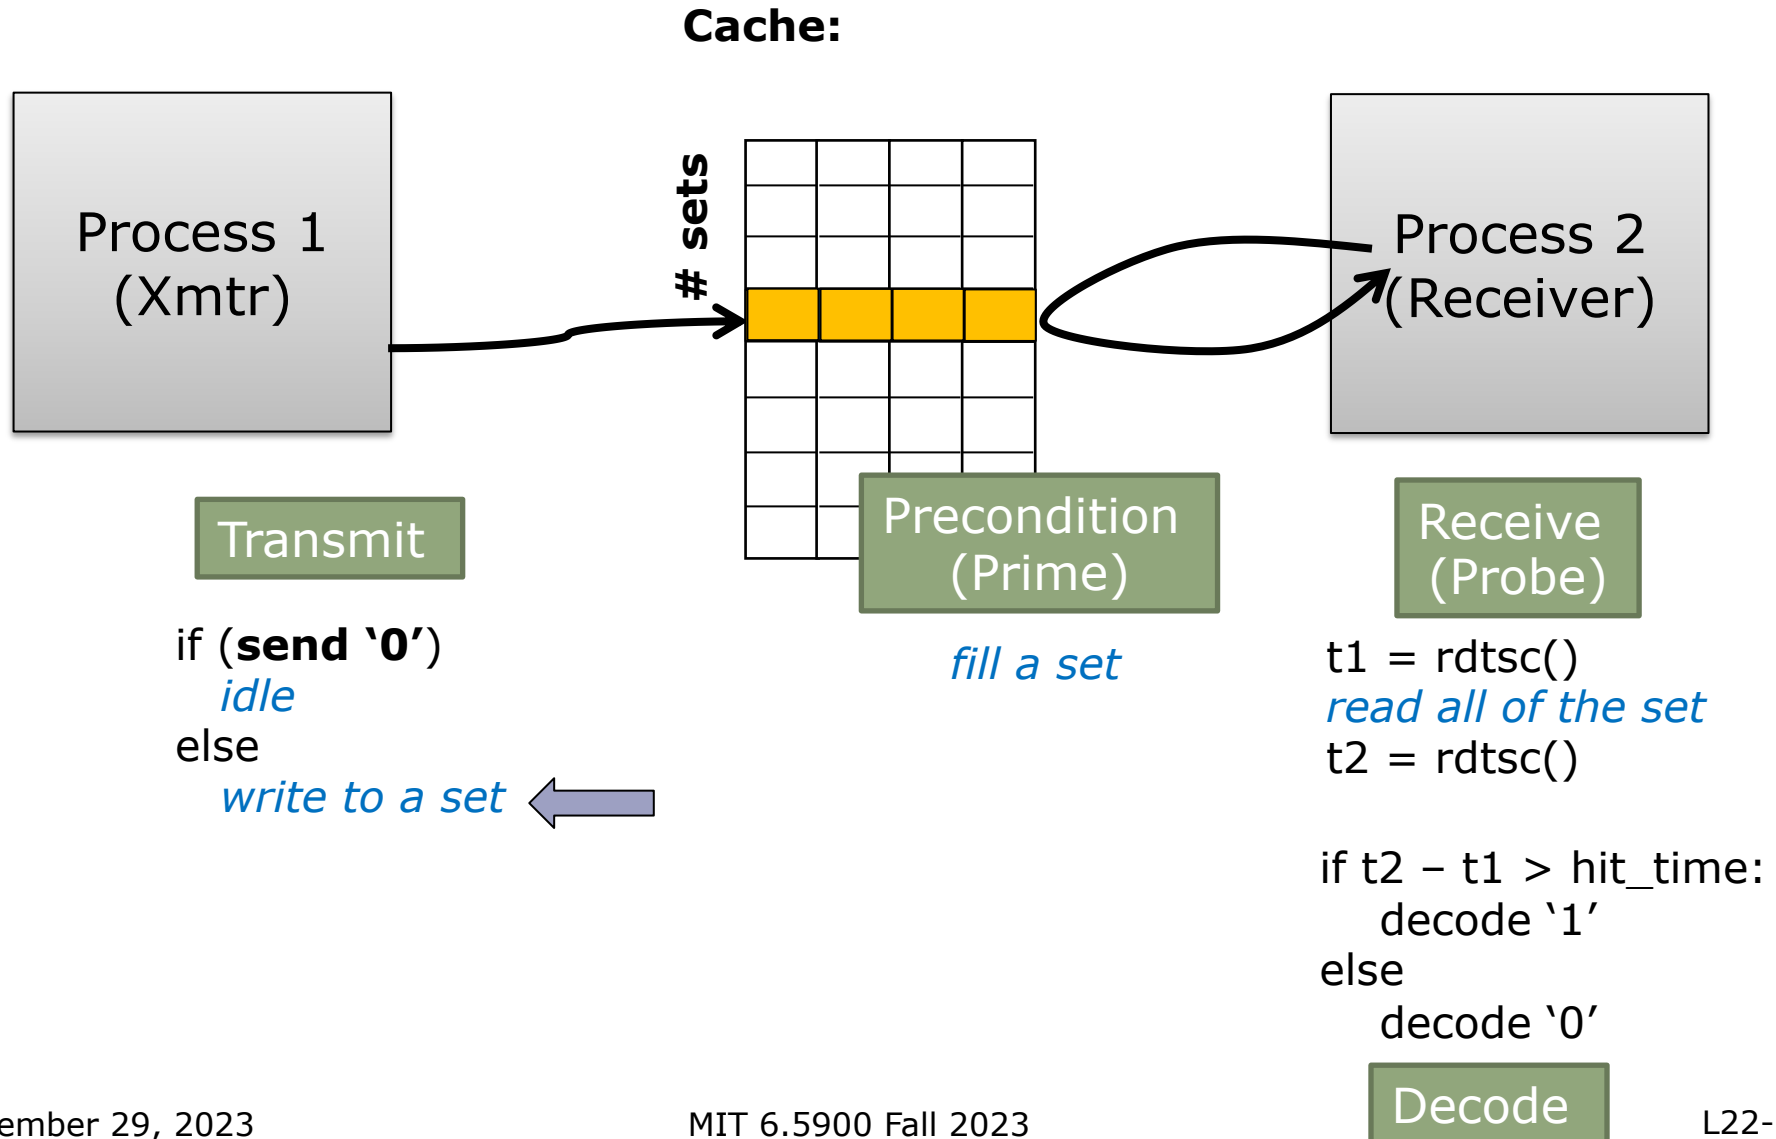 Cache:
# sets
Process 1
(Xmtr)
Process 2
(Receiver)
Transmit
if (send ‘0’)
idle
else
write to a set
Precondition
(Prime)
fill a set
Receive
(Probe)
t1 = rdtsc()
read all of the set
t2 = rdtsc()
if t2 – t1 > hit_time:
decode ‘1’
else
decode ‘0’
Decode
ember 29, 2023
MIT 6.5900 Fall 2023
L22-